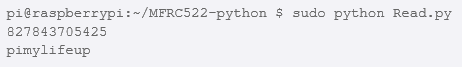 pi@raspberrypi:~/MFRC522-python $ sudo python Read.py
827843705425
pimylifeup